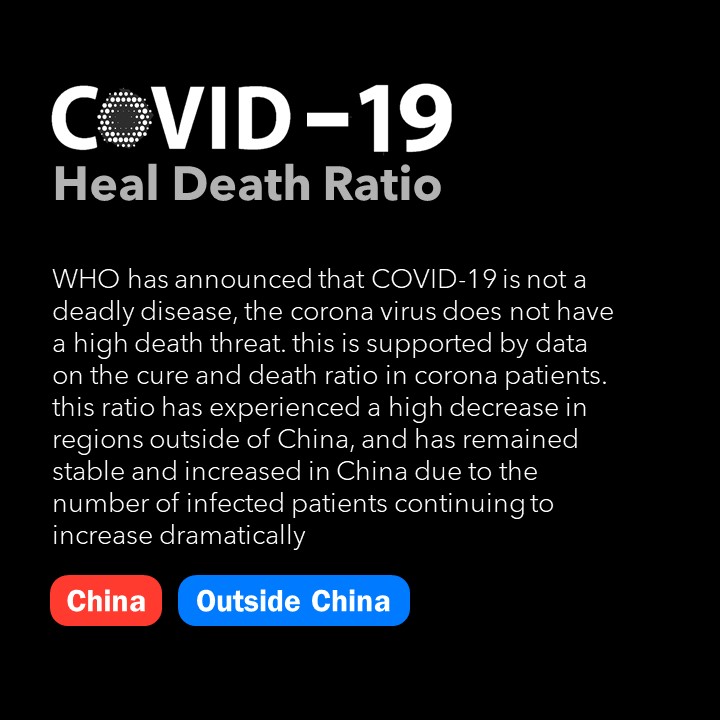 COVID-19
Heal Death Ratio
WHO has announced that COVID-19 is not a
deadly disease, the corona virus does not have
a high death threat. this is supported by data
on the cure and death ratio in corona patients.
this ratio has experienced a high decrease in
regions outside of China, and has remained
stable and increased in China due to the
number of infected patients continuing to
increase dramatically
China
Outside China